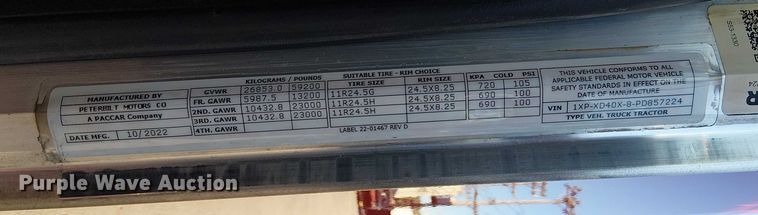 MANUFACTURED BY
PETERBILT MOTORS CO
A PACCAR Company
DATE MFG. 10/2022
KILOGRAMS / POUNDS
GVWR 26853.0 59200
FR. GAWR 5987.5 13200
2ND. GAWR 10432.8 23000
3RD. GAWR 10432.8 23000
4TH. GAWR
SUITABLE TIRE - RIM CHOICE
TIRE SIZE RIM SIZE KPA COLD PSI
11R24.5G 24.5X8.25 720 105
11R24.5H 24.5X8.25 690 100
11R24.5H 24.5X8.25 690 100
LABEL 22-01467 REV D
THIS VEHICLE CONFORMS TO ALL
APPLICABLE FEDERAL MOTOR VEHICLE
SAFETY STANDARDS IN EFFECT ON THE
DATE OF MANUFACTURE
VIN 1XP-XD40X-8-PD857224
TYPE VEH. TRUCK TRACTOR
Purple Wave Auction